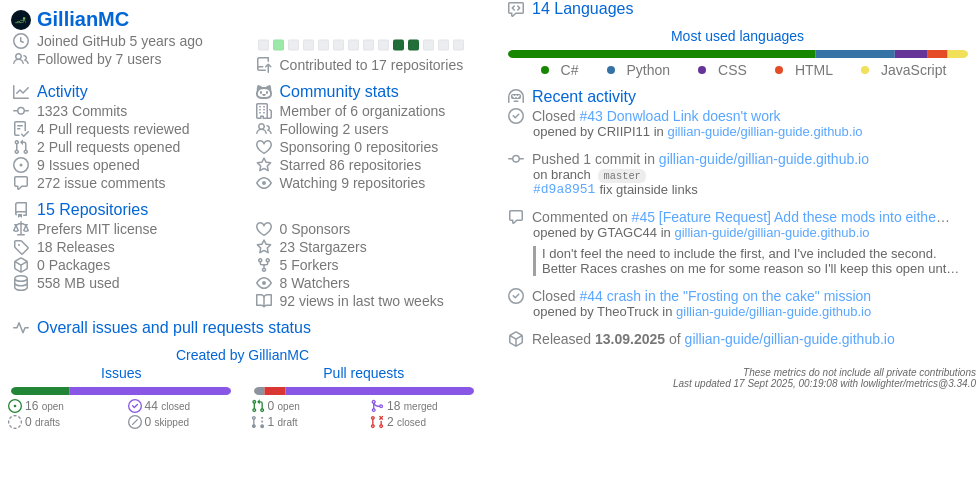 GillianMC
Joined GitHub 5 years ago
Followed by 7 users
Contributed to 17 repositories
Activity
1323 Commits
4 Pull requests reviewed
2 Pull requests opened
9 Issues opened
272 issue comments
Community stats
Member of 6 organizations
Following 2 users
Sponsoring 0 repositories
Starred 86 repositories
Watching 9 repositories
15 Repositories
Prefers MIT license
18 Releases
0 Packages
558 MB used
0 Sponsors
23 Stargazers
5 Forkers
8 Watchers
92 views in last two weeks
Overall issues and pull requests status
Created by GillianMC
Issues
16 open
44 closed
0 drafts
0 skipped
Pull requests
0 open
18 merged
1 draft
2 closed
14 Languages
Most used languages
C# Python CSS HTML JavaScript
Recent activity
Closed #43 Donwload Link doesn't work
opened by CRIIPI11 in gillian-guide/gillian-guide.github.io
Pushed 1 commit in gillian-guide/gillian-guide.github.io
on branch master
#d9a8951 fix gtainside links
Commented on #45 [Feature Request] Add these mods into eithe…
opened by GTAGC44 in gillian-guide/gillian-guide.github.io
I don't feel the need to include the first, and I've included the second.
Better Races crashes on me for some reason so I'll keep this open unt…
Closed #44 crash in the "Frosting on the cake" mission
opened by TheoTruck in gillian-guide/gillian-guide.github.io
Released 13.09.2025 of gillian-guide/gillian-guide.github.io
These metrics do not include all private contributions
Last updated 17 Sept 2025, 00:19:08 with lowlighter/metrics@3.34.0